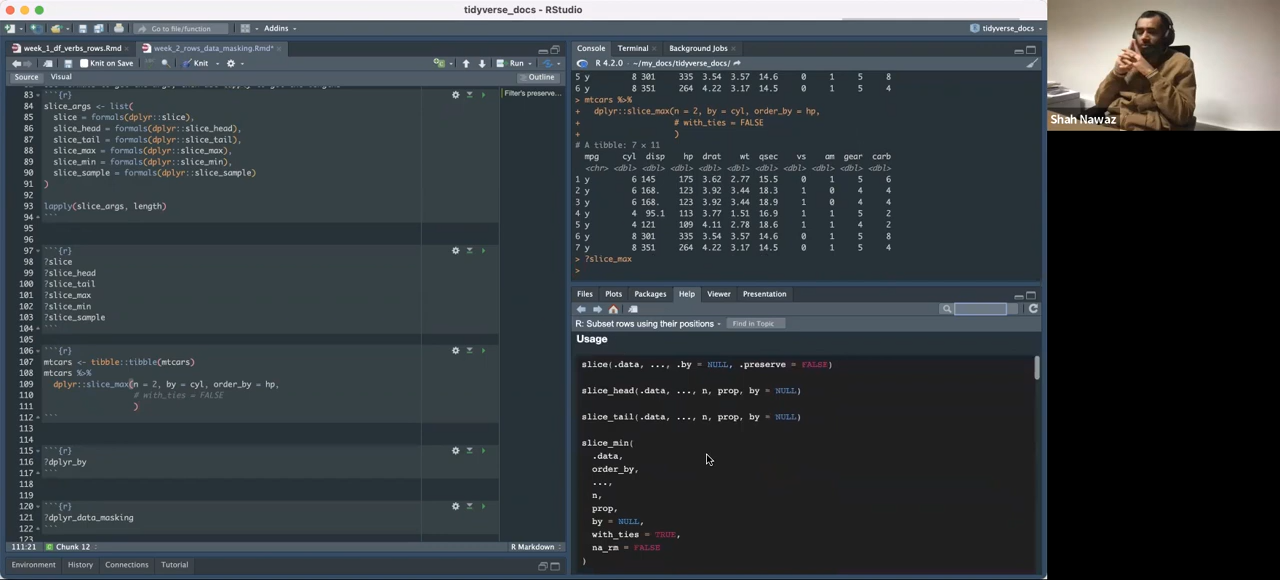 tidyverse_docs - RStudio
Go to file/function
Addins
tidyverse_docs
week_1_df_verbs_rows.Rmd
week_2_rows_data_masking.Rmd*
Knit on Save
Knit
Run
Source
Visual
Outline
83
```{r}
84 slice_args <- list(
85 slice = formals(dplyr::slice),
86 slice_head = formals(dplyr::slice_head),
87 slice_tail = formals(dplyr::slice_tail),
88 slice_max = formals(dplyr::slice_max),
89 slice_min = formals(dplyr::slice_min),
90 slice_sample = formals(dplyr::slice_sample)
91 )
92
93 lapply(slice_args, length)
94 ```
95
96
97 ```{r}
98 ?slice
99 ?slice_head
100 ?slice_tail
101 ?slice_max
102 ?slice_min
103 ?slice_sample
104 ```
105
106 ```{r}
107 mtcars <- tibble::tibble(mtcars)
108 mtcars %>%
109 dplyr::slice_max(n = 2, by = cyl, order_by = hp,
110 # with_ties = FALSE
111 )
112 ```
113
114
115 ```{r}
116 ?dplyr_by
117 ```
118
119
120 ```{r}
121 ?dplyr_data_masking
122 ```
123
Filter's preserve...
111:21
Chunk 12
R Markdown
Environment
History
Connections
Tutorial
Console
Terminal
Background Jobs
R 4.2.0 · ~/my_docs/tidyverse_docs/
5 y 8 301 335 3.54 3.57 14.6 0 1 5 8
6 y 8 351 264 4.22 3.17 14.5 0 1 5 4
> mtcars %>%
+ dplyr::slice_max(n = 2, by = cyl, order_by = hp,
+ # with_ties = FALSE
+ )
# A tibble: 7 × 11
mpg cyl disp hp drat wt qsec vs am gear carb
<chr> <dbl> <dbl> <dbl> <dbl> <dbl> <dbl> <dbl> <dbl> <dbl> <dbl>
1 y 6 145 175 3.62 2.77 15.5 0 1 5 6
2 y 6 168. 123 3.92 3.44 18.3 1 0 4 4
3 y 6 168. 123 3.92 3.44 18.9 1 0 4 4
4 y 4 95.1 113 3.77 1.51 16.9 1 1 5 2
5 y 4 121 109 4.11 2.78 18.6 1 1 4 2
6 y 8 301 335 3.54 3.57 14.6 0 1 5 8
7 y 8 351 264 4.22 3.17 14.5 0 1 5 4
> ?slice_max
>
Files
Plots
Packages
Help
Viewer
Presentation
R: Subset rows using their positions
Find in Topic
Usage
slice(.data, ..., .by = NULL, .preserve = FALSE)
slice_head(.data, ..., n, prop, by = NULL)
slice_tail(.data, ..., n, prop, by = NULL)
slice_min(
.data,
order_by,
...,
n,
prop,
by = NULL,
with_ties = TRUE,
na_rm = FALSE
)
Shah Nawaz